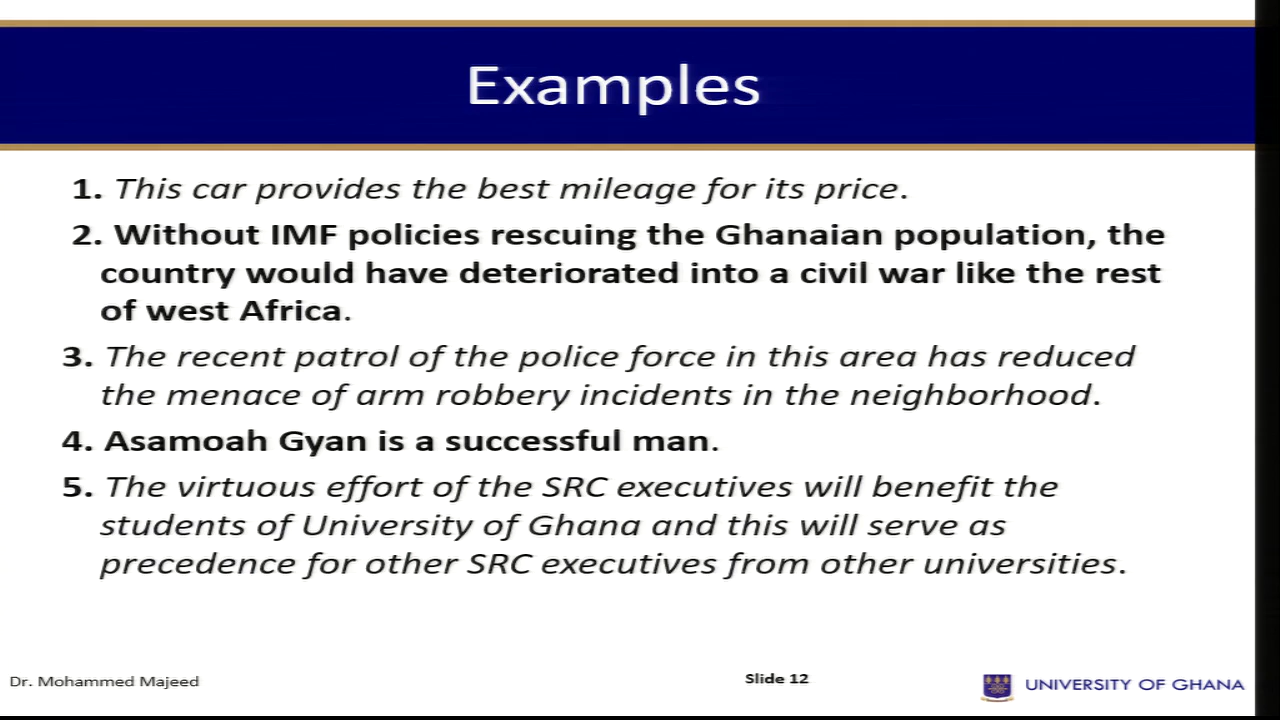 Examples
1. This car provides the best mileage for its price.
2. Without IMF policies rescuing the Ghanaian population, the
country would have deteriorated into a civil war like the rest
of west Africa.
3. The recent patrol of the police force in this area has reduced
the menace of arm robbery incidents in the neighborhood.
4. Asamoah Gyan is a successful man.
5. The virtuous effort of the SRC executives will benefit the
students of University of Ghana and this will serve as
precedence for other SRC executives from other universities.
Dr. Mohammed Majeed
Slide 12
UNIVERSITY OF GHANA